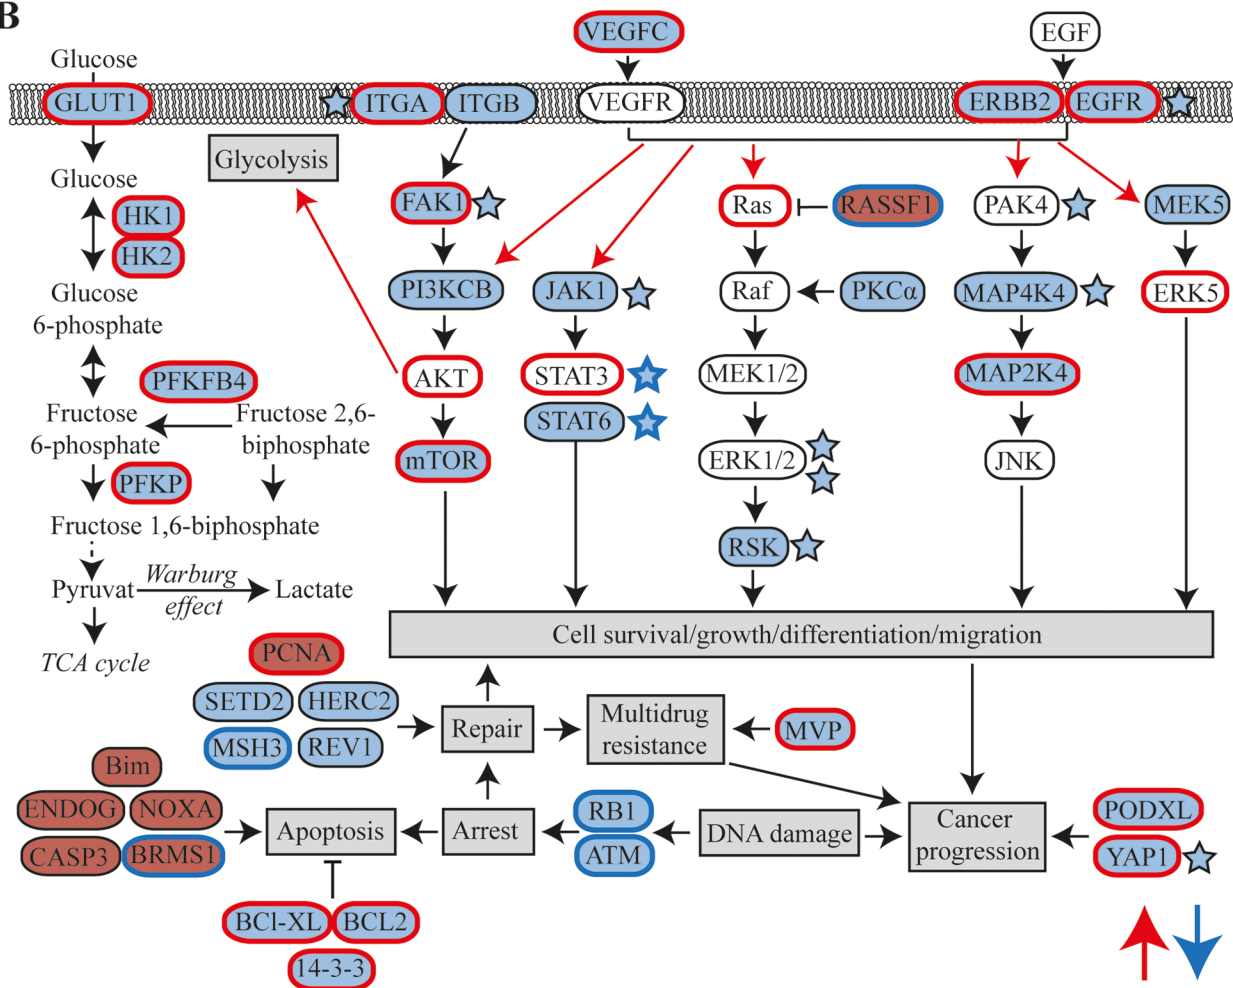 B
Glucose
VEGFC
EGF
GLUT1
ITGA
ITGB
VEGFR
ERBB2
EGFR
Glycolysis
Glucose
HK1
HK2
FAK1
Ras
RASSF1
PAK4
MEK5
Glucose
6-phosphate
PI3KCB
JAK1
Raf
PKCα
MAP4K4
ERK5
PFKFB4
AKT
STAT3
MEK1/2
MAP2K4
Fructose
6-phosphate
Fructose 2,6-
biphosphate
STAT6
mTOR
ERK1/2
JNK
PFKP
Fructose 1,6-biphosphate
RSK
Pyruvat
Warburg
effect
Lactate
TCA cycle
Cell survival/growth/differentiation/migration
PCNA
SETD2
HERC2
MSH3
REV1
Repair
Multidrug
resistance
MVP
Bim
ENDOG
NOXA
CASP3
BRMS1
Apoptosis
Arrest
RB1
ATM
DNA damage
Cancer
progression
PODXL
YAP1
BCl-XL
BCL2
14-3-3